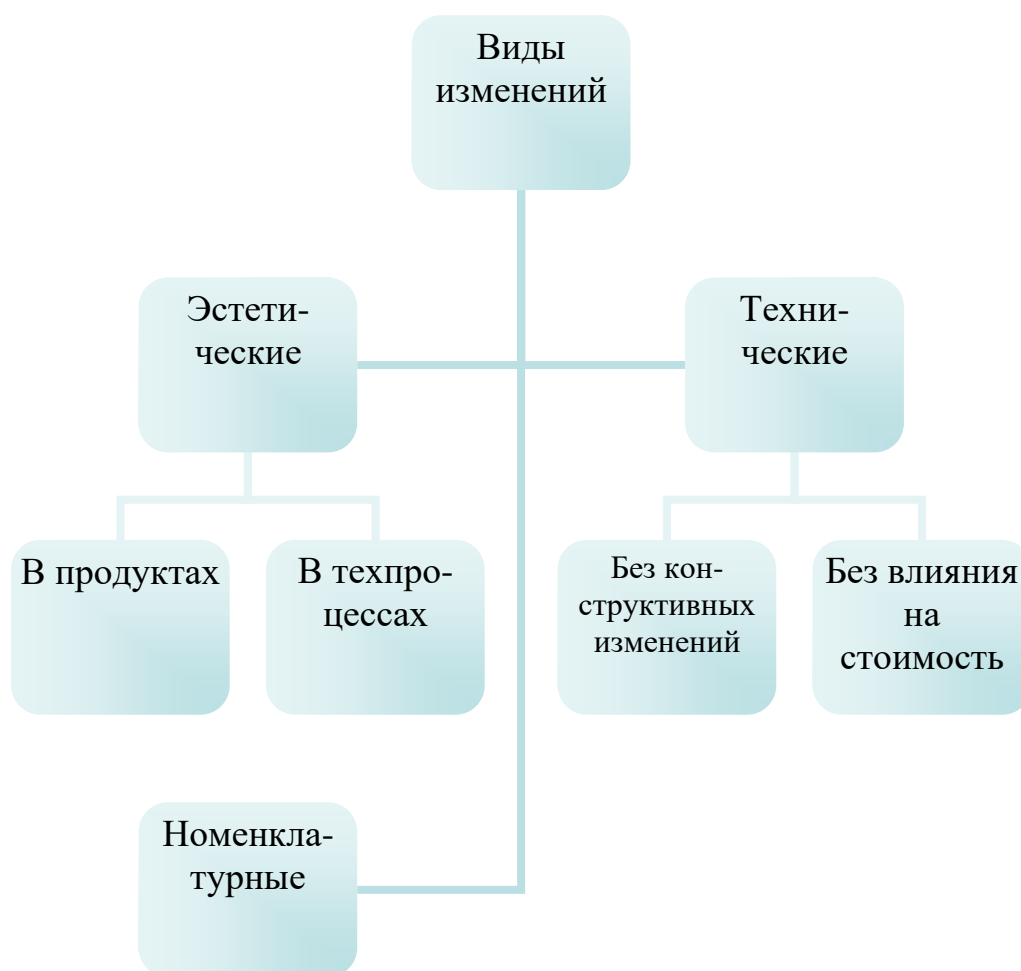 Виды
изменений
Эстети-
ческие
Техни-
ческие
В продуктах
В техпро-
цессах
Без кон-
структивных
изменений
Без влияния
на
стоимость
Номенкла-
турные